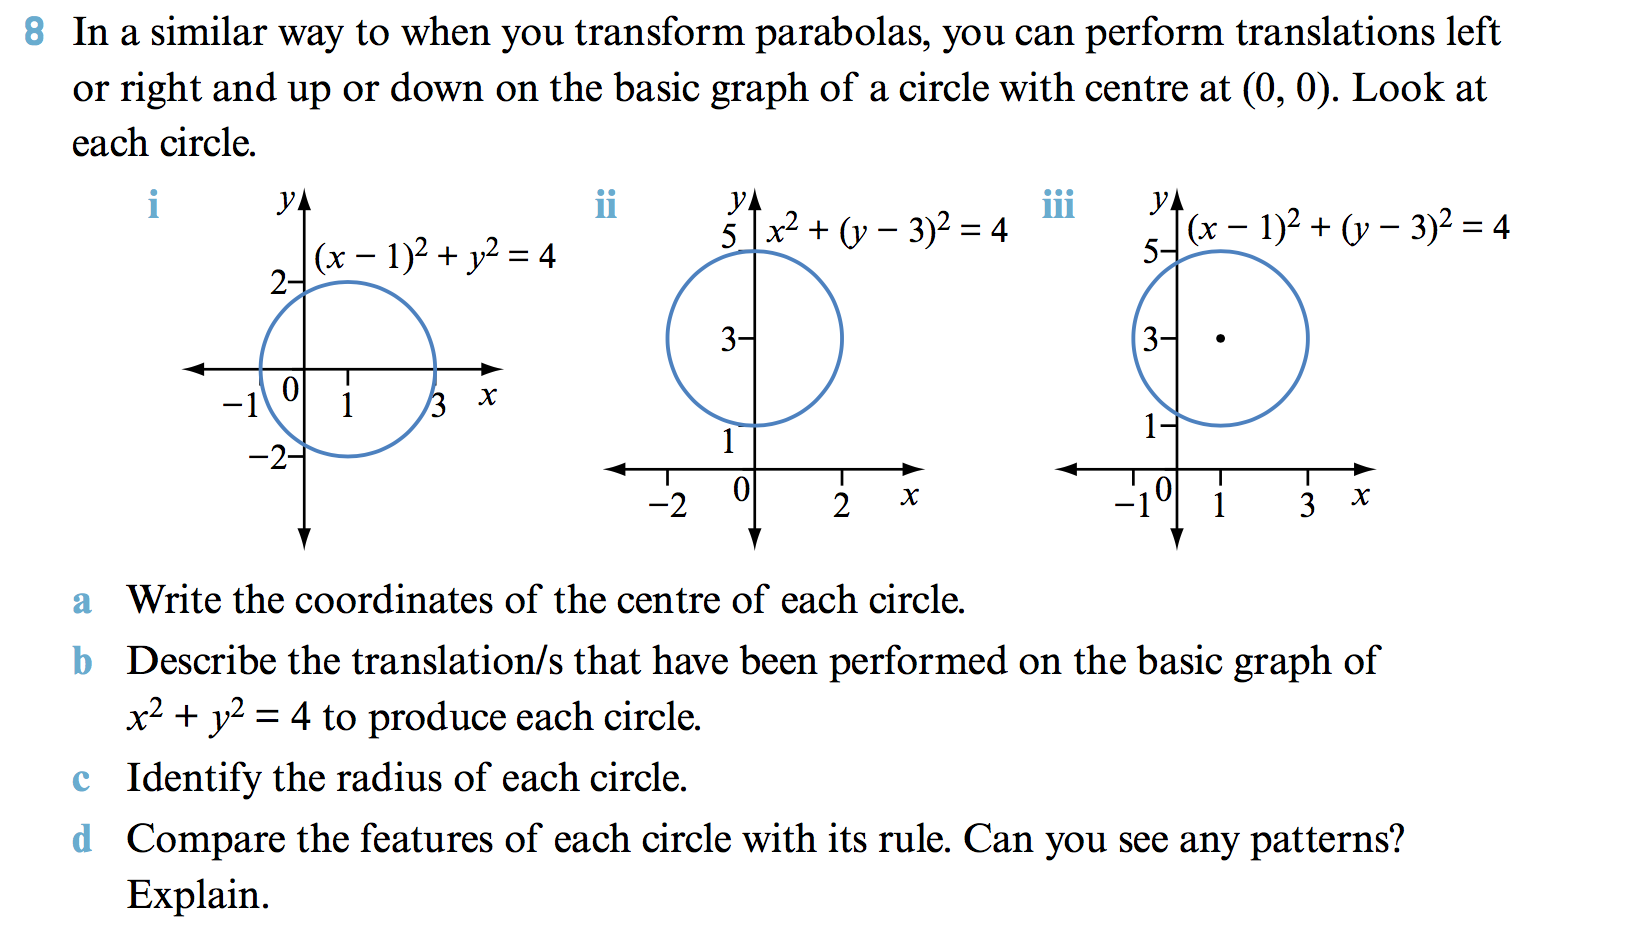 8 In a similar way to when you transform parabolas, you can perform translations left
or right and up or down on the basic graph of a circle with centre at (0, 0). Look at
each circle.
i
y
(x − 1)² + y² = 4
2
0
−1
1
3
x
−2
ii
y
5
x² + (y − 3)² = 4
3
1
−2
0
2
x
iii
y
(x − 1)² + (y − 3)² = 4
5
3
1
−1
0
1
3
x
a Write the coordinates of the centre of each circle.
b Describe the translation/s that have been performed on the basic graph of
x² + y² = 4 to produce each circle.
c Identify the radius of each circle.
d Compare the features of each circle with its rule. Can you see any patterns?
Explain.